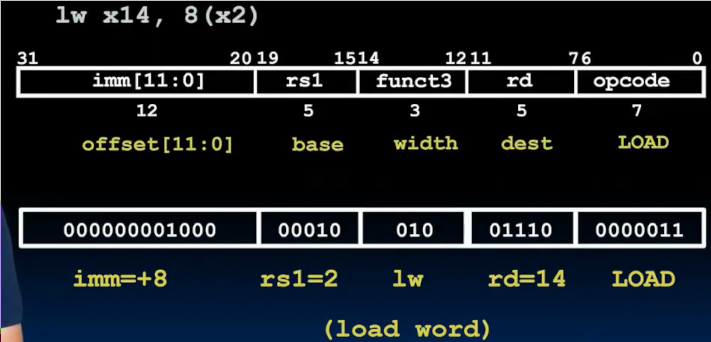 lw x14, 8(x2)
31 20 19 15 14 12 11 7 6 0
imm[11:0] rs1 funct3 rd opcode
12 5 3 5 7
offset[11:0] base width dest LOAD
000000001000 00010 010 01110 0000011
imm=+8 rs1=2 lw rd=14 LOAD
(load word)